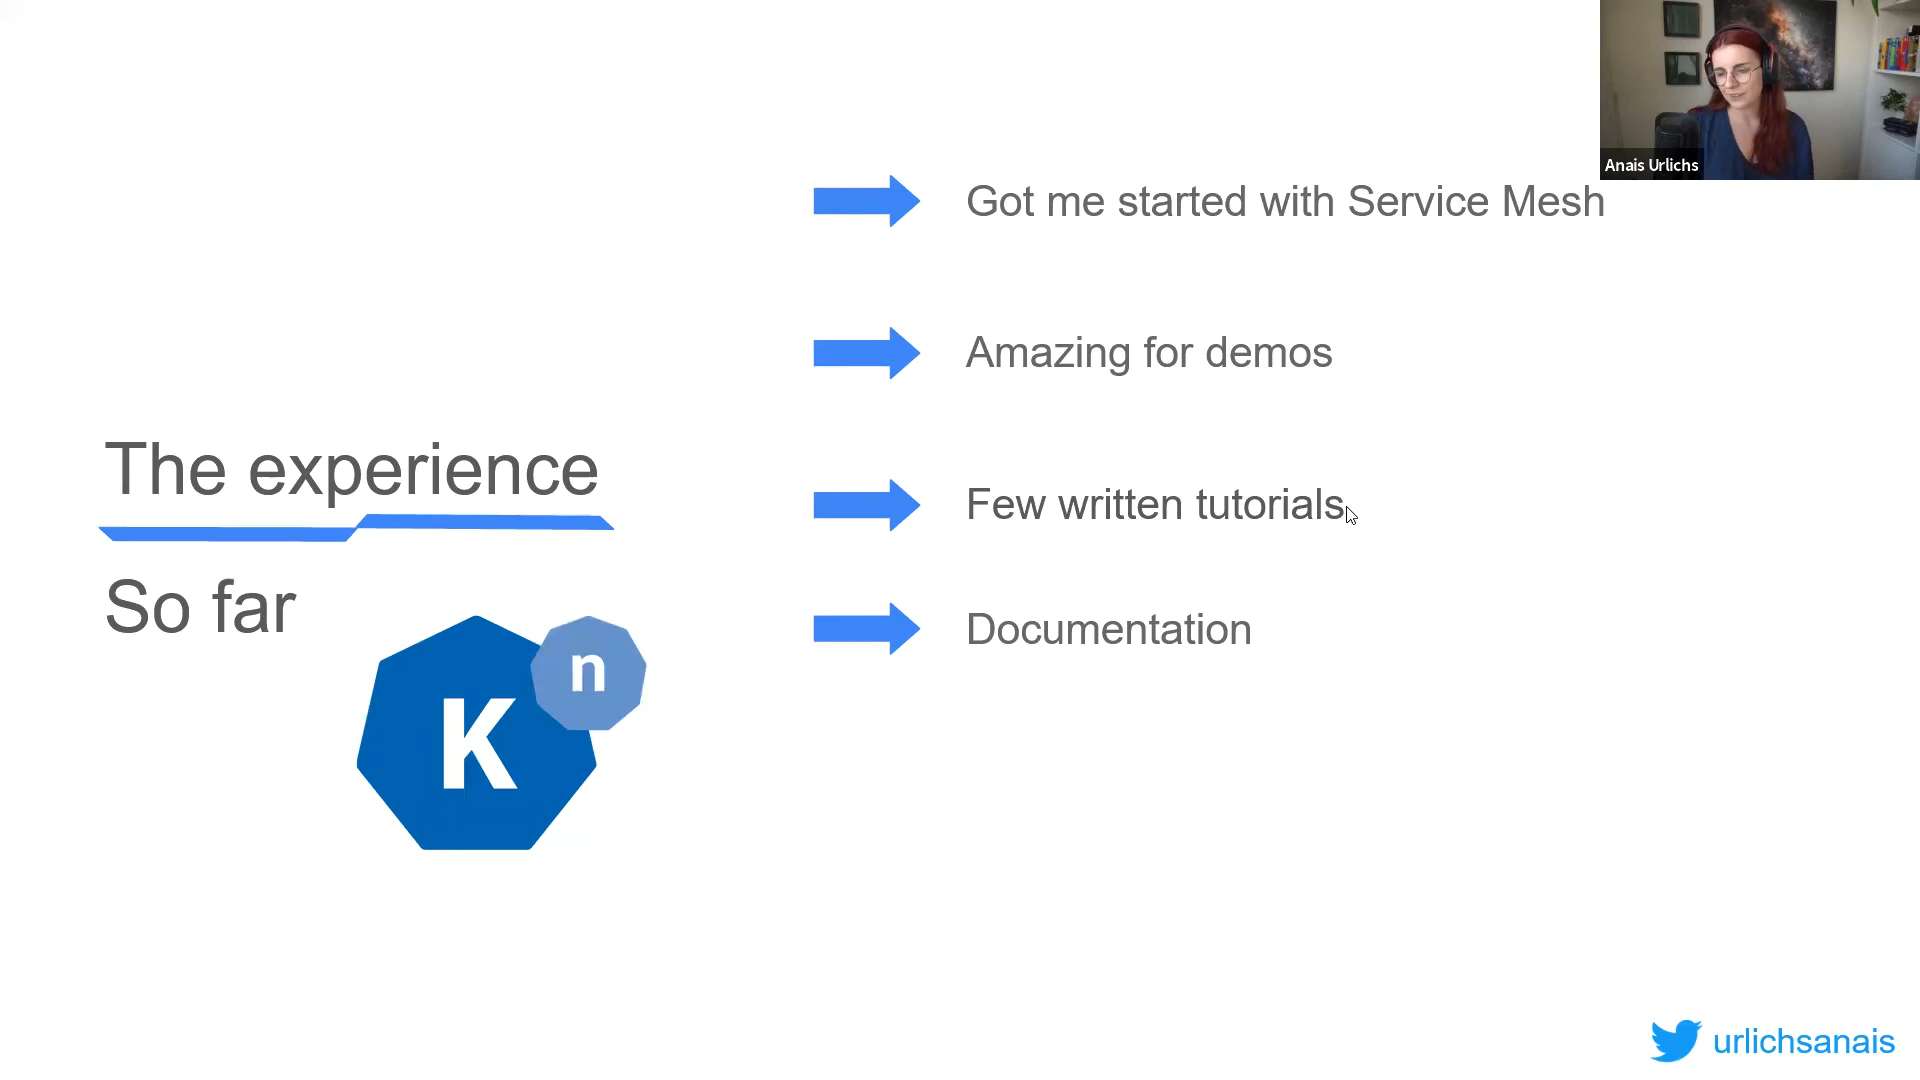 The experience
So far
K
n
Got me started with Service Mesh
Amazing for demos
Few written tutorials
Documentation
Anais Urlichs
urlichsanais